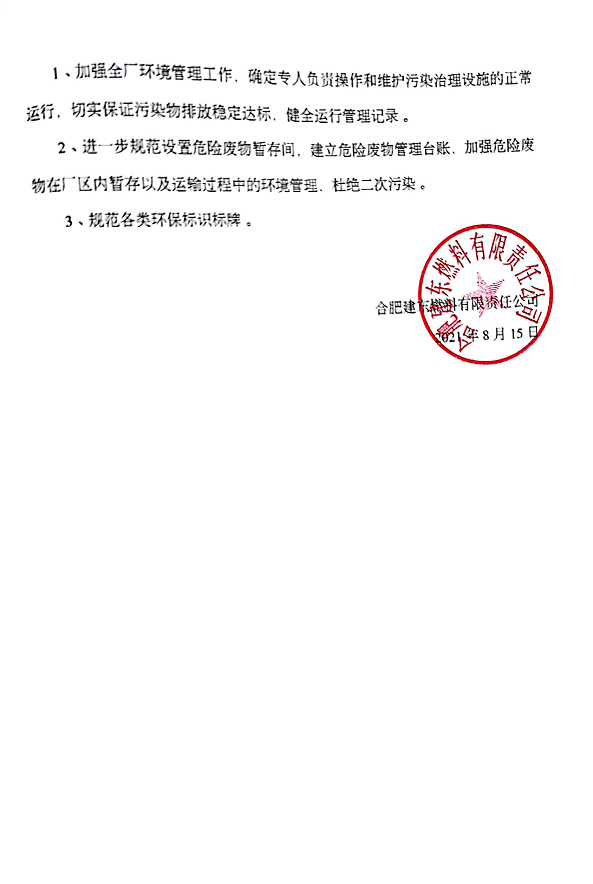 1、加强全厂环境管理工作，确定专人负责操作和维护污染治理设施的正常
运行，切实保证污染物排放稳定达标，健全运行管理记录。
2、进一步规范设置危险废物暂存间，建立危险废物管理台账，加强危险废
物在厂区内暂存以及运输过程中的环境管理，杜绝二次污染。
3、规范各类环保标识标牌。
合肥建东燃料有限责任公司
2021 年 8 月 15 日
合肥建东燃料有限责任公司